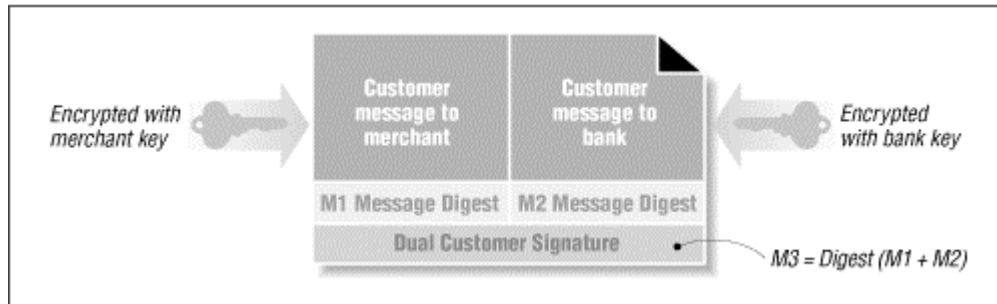 Encrypted with
merchant key
Customer
message to
merchant
Customer
message to
bank
Encrypted
with bank key
M1 Message Digest
M2 Message Digest
Dual Customer Signature
M3 = Digest (M1 + M2)